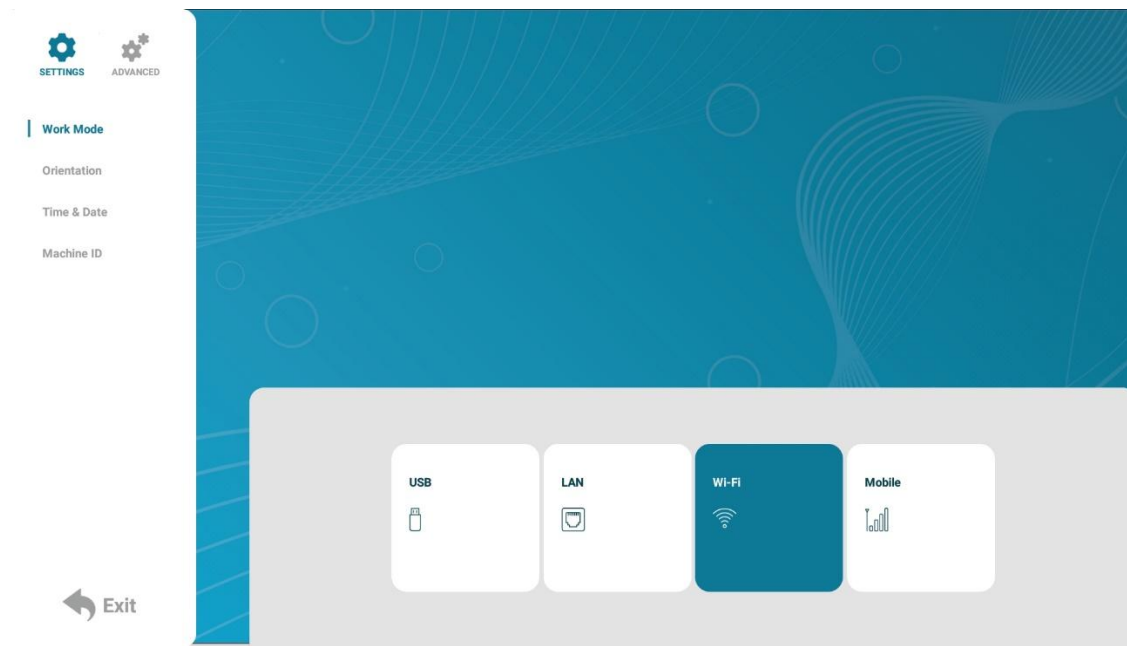 SETTINGS ADVANCED
Work Mode
Orientation
Time & Date
Machine ID
USB LAN Wi-Fi Mobile
Exit